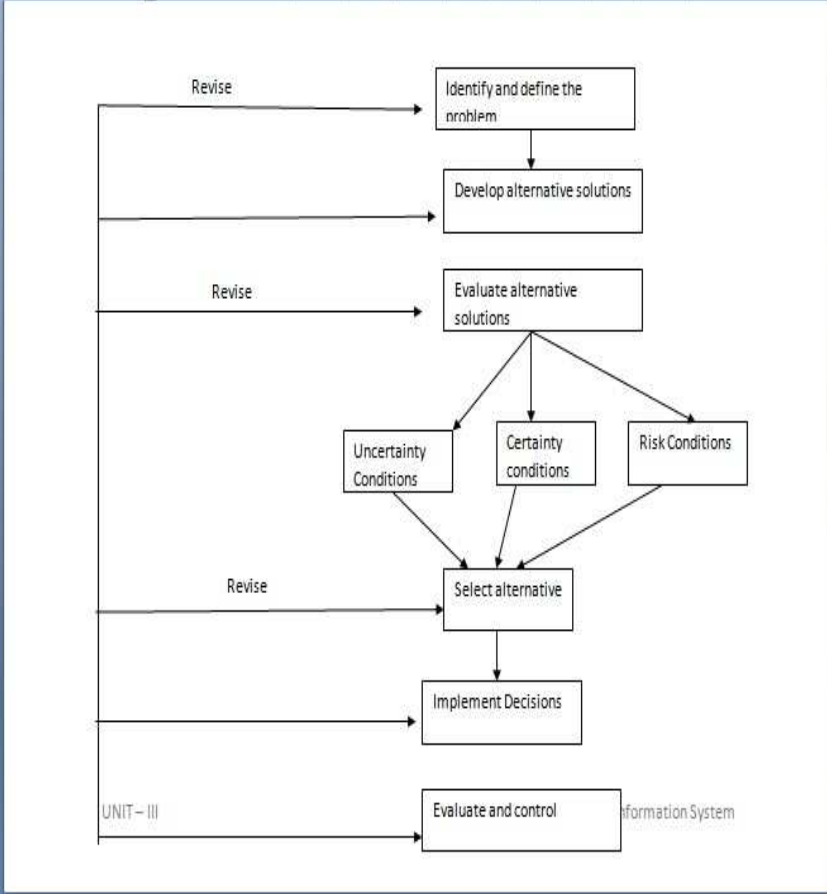 Revise
Identify and define the
problem
Develop alternative solutions
Revise
Evaluate alternative
solutions
Uncertainty
Conditions
Certainty
conditions
Risk Conditions
Revise
Select alternative
Implement Decisions
UNIT – III
Evaluate and control
nformation System